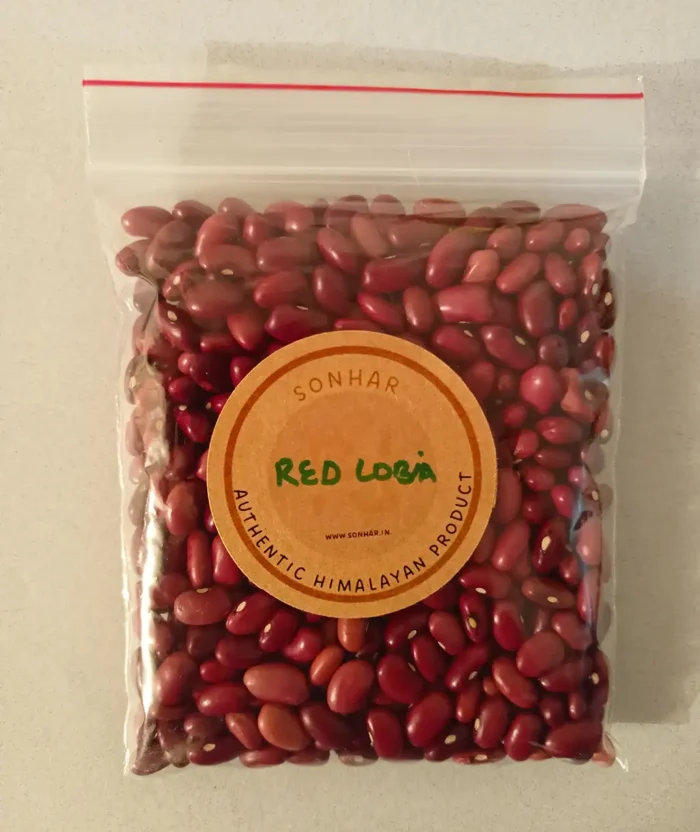 SONHAR
RED LOBIA
WWW.SONHAR.IN
AUTHENTIC HIMALAYAN PRODUCT